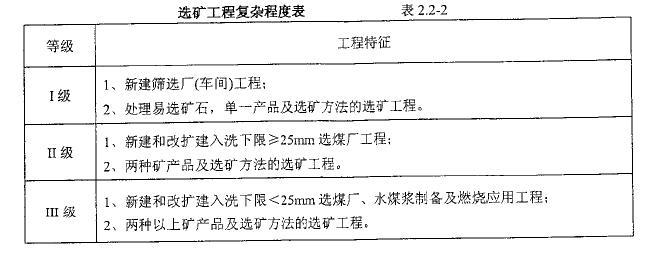 选矿工程复杂程度表 表 2.2-2
等级 工程特征
I 级
1、新建筛选厂(车间)工程；
2、处理易选矿石，单一产品及选矿方法的选矿工程。
II 级
1、新建和改扩建入洗下限≥25mm 选煤厂工程；
2、两种矿产品及选矿方法的选矿工程。
III 级
1、新建和改扩建入洗下限＜25mm 选煤厂、水煤浆制备及燃烧应用工程；
2、两种以上矿产品及选矿方法的选矿工程。